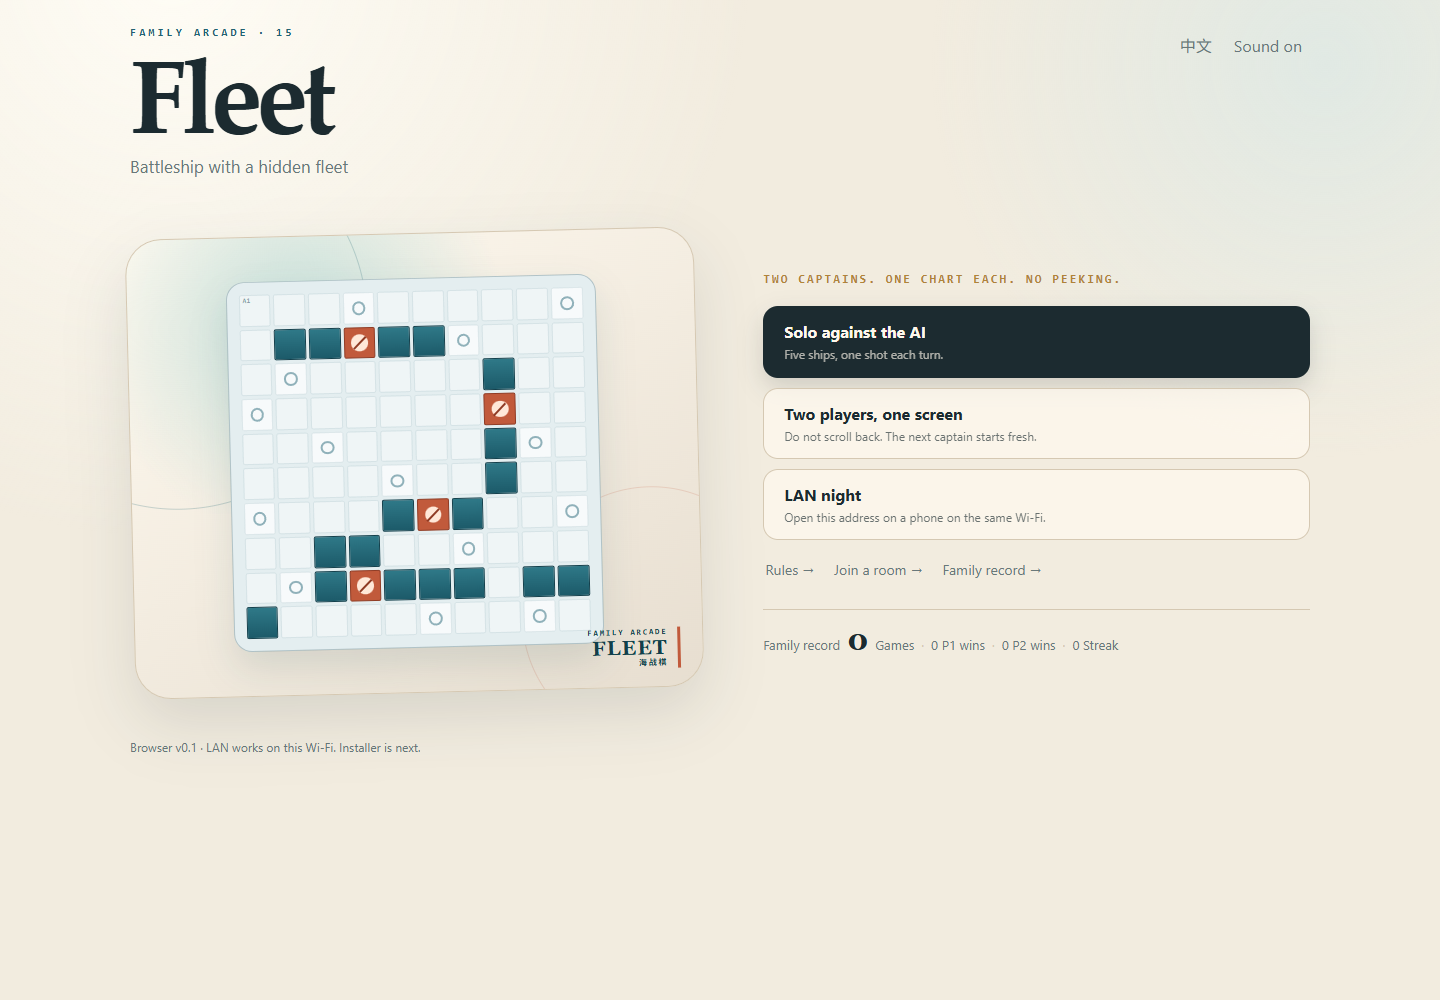 FAMILY ARCADE · 15
中文 Sound on
Fleet
Battleship with a hidden fleet
A1
FAMILY ARCADE
FLEET
海战棋
TWO CAPTAINS. ONE CHART EACH. NO PEEKING.
Solo against the AI
Five ships, one shot each turn.
Two players, one screen
Do not scroll back. The next captain starts fresh.
LAN night
Open this address on a phone on the same Wi-Fi.
Rules → Join a room → Family record →
Family record 0 Games · 0 P1 wins · 0 P2 wins · 0 Streak
Browser v0.1 · LAN works on this Wi-Fi. Installer is next.